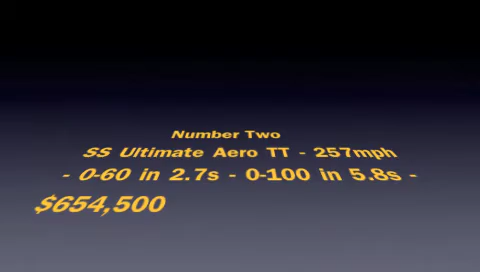 Number Two
SS Ultimate Aero TT - 257mph
- 0-60 in 2.7s - 0-100 in 5.8s -
$654,500